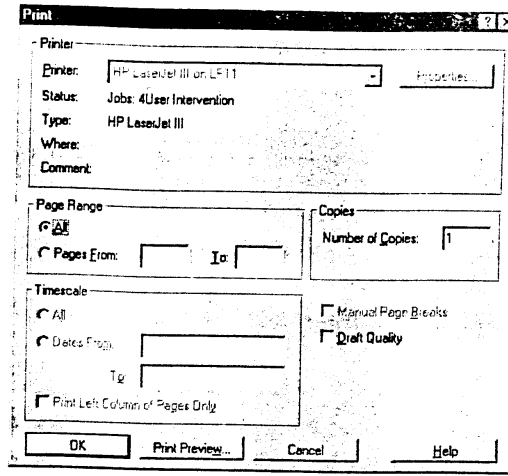 Print
Printer
Printer: HP LaserJet III on LPT1 Properties...
Status: Jobs: 4User Intervention
Type: HP LaserJet III
Where:
Comment:
Page Range
All
Pages From: To:
Copies
Number of Copies: 1
Timescale
All
Dates From:
To:
Print Left Column of Pages Only
Manual Page Breaks
Draft Quality
OK Print Preview... Cancel Help